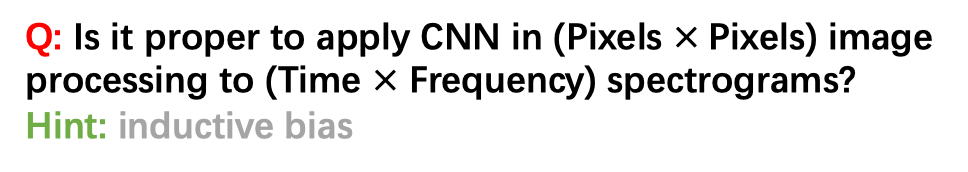 Q: Is it proper to apply CNN in (Pixels × Pixels) image
processing to (Time × Frequency) spectrograms?
Hint: inductive bias